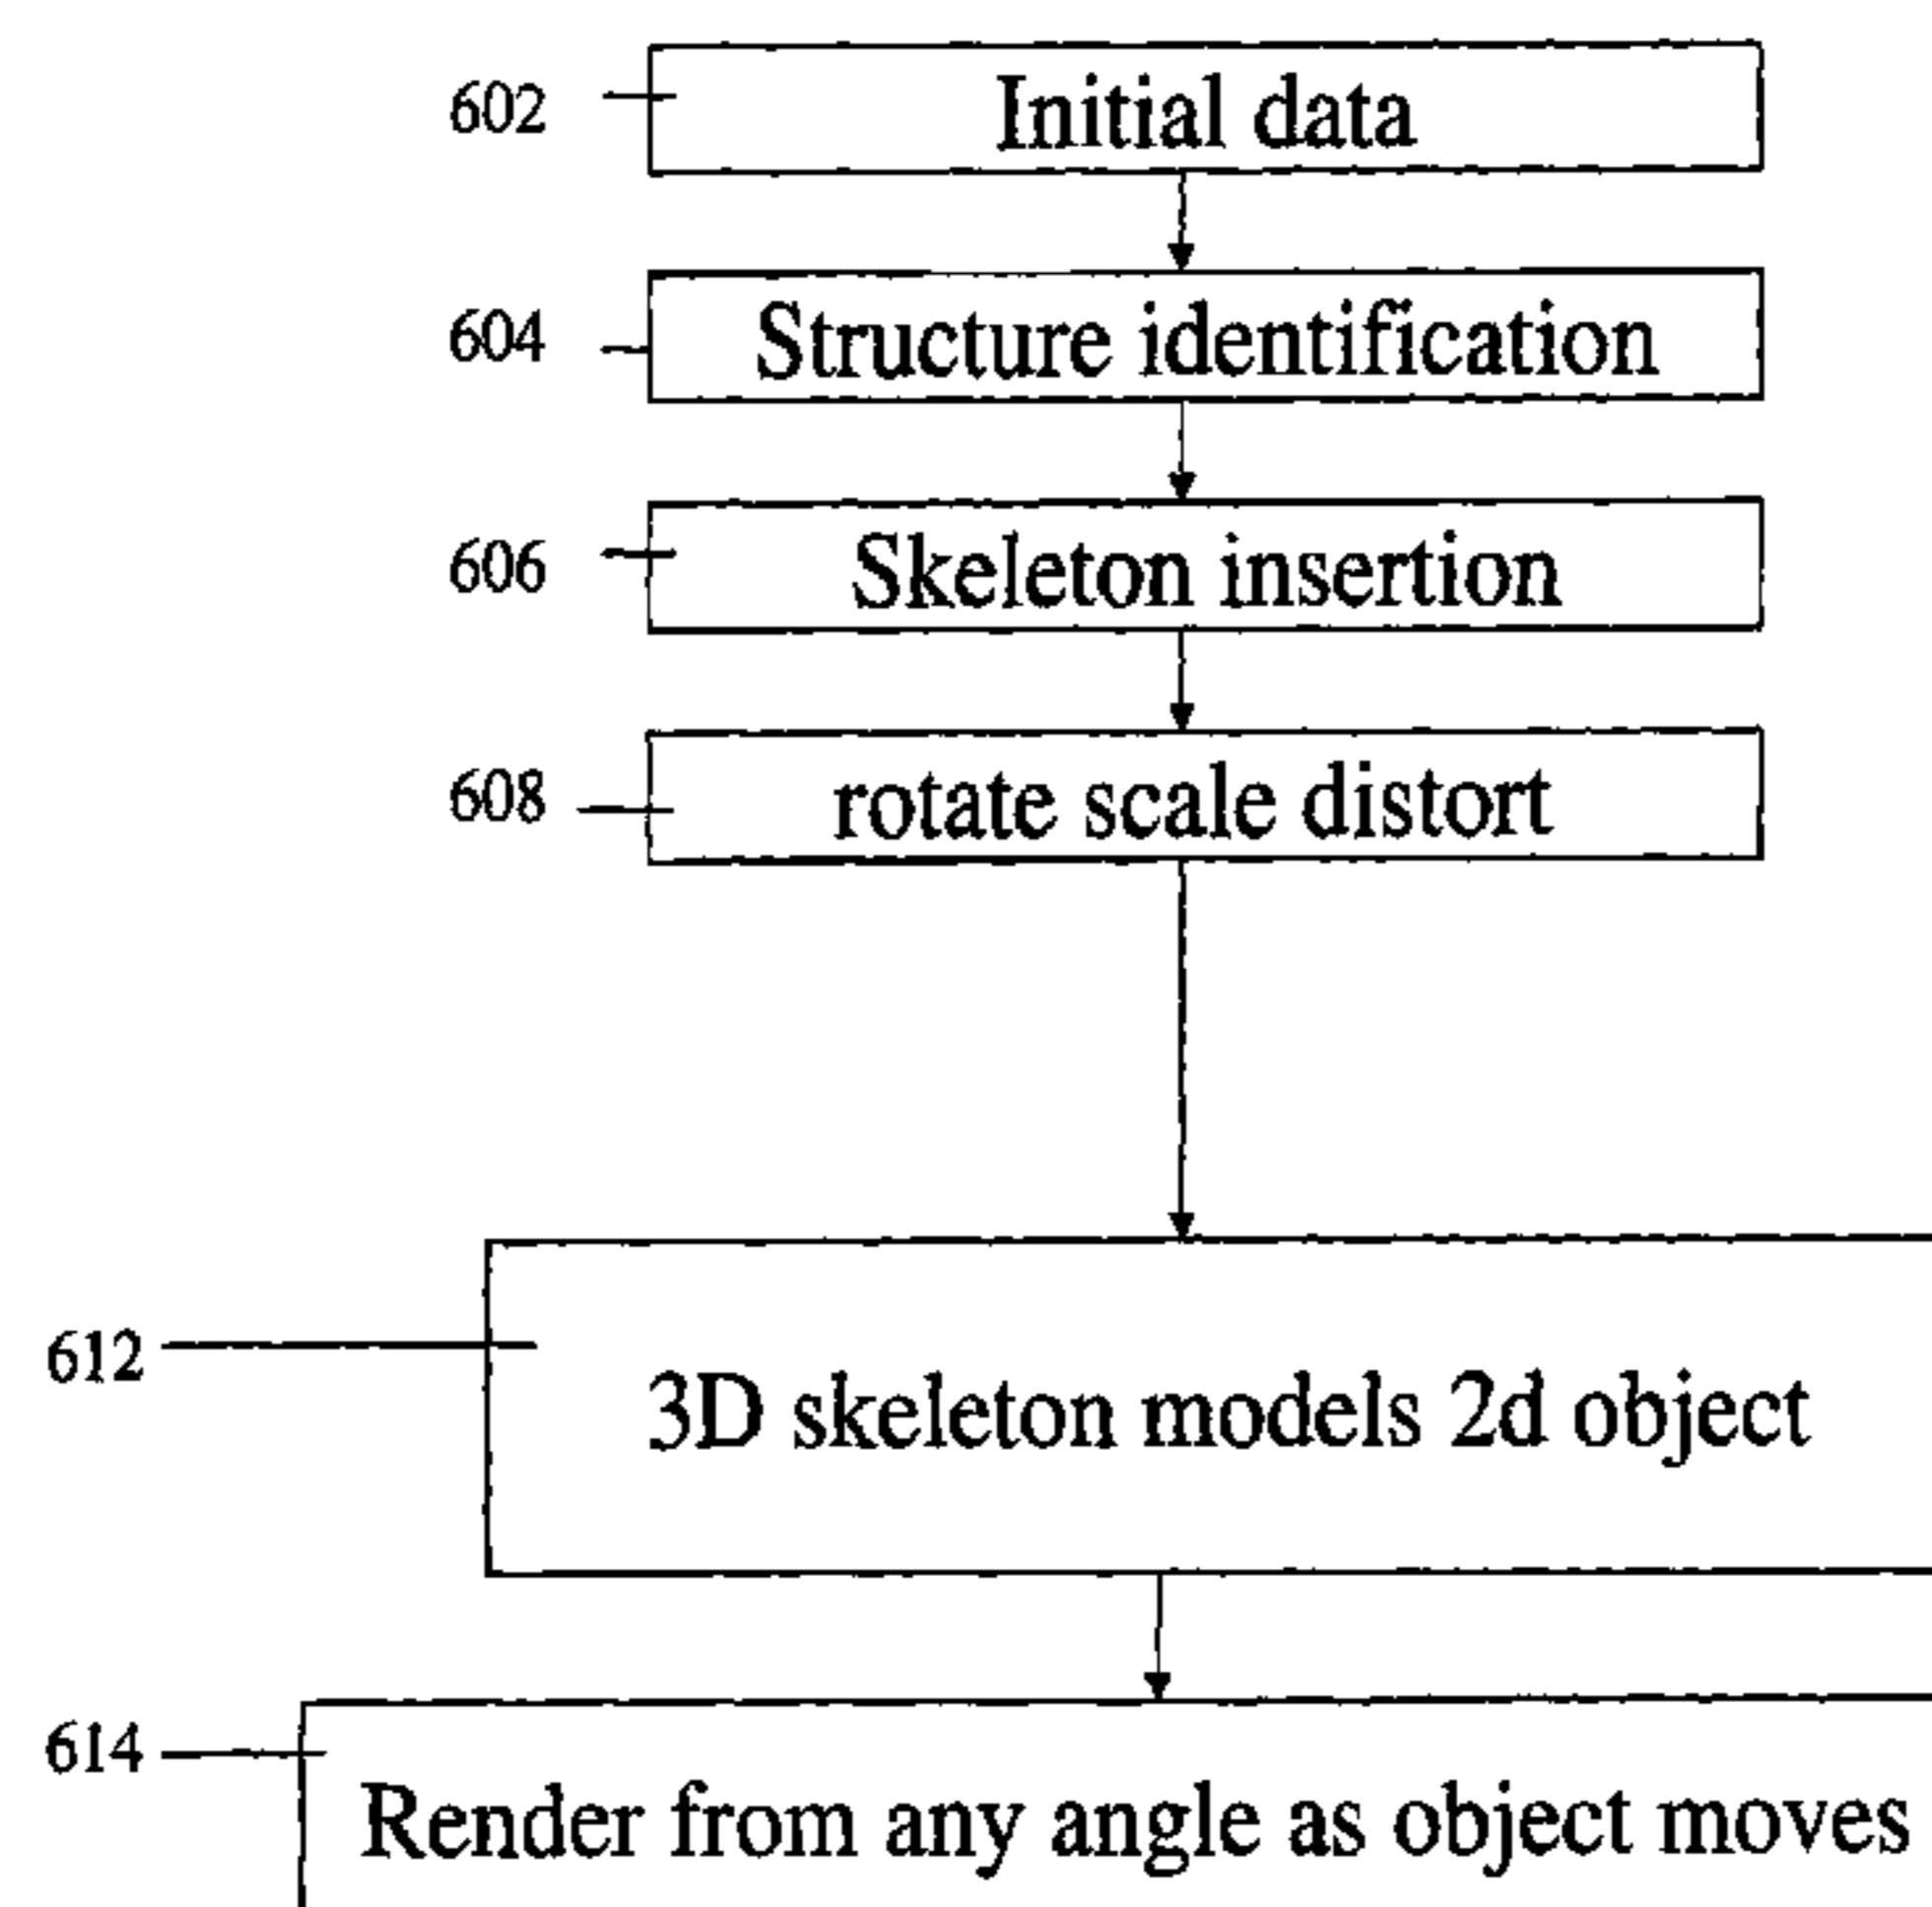 602 Initial data
604 Structure identification
606 Skeleton insertion
608 rotate scale distort
612 3D skeleton models 2d object
614 Render from any angle as object moves